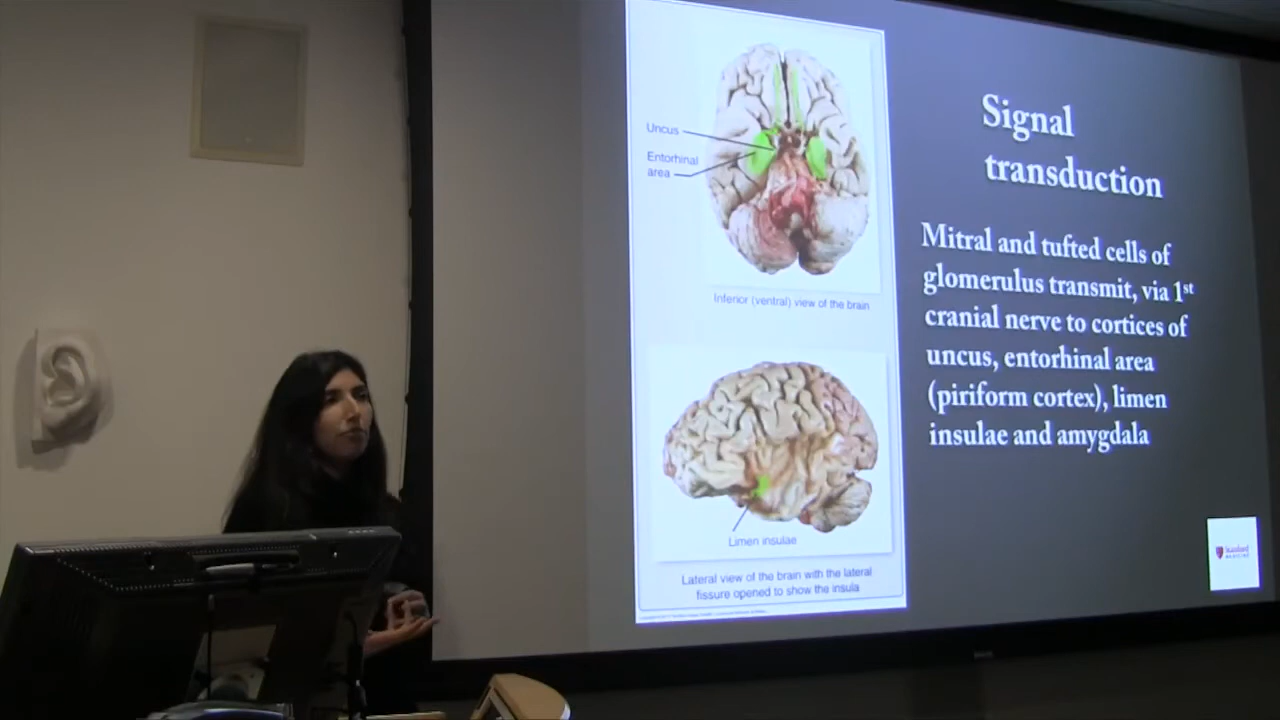 Signal
transduction
Uncus
Entorhinal
area
Inferior (ventral) view of the brain
Mitral and tufted cells of
glomerulus transmit, via 1st
cranial nerve to cortices of
uncus, entorhinal area
(piriform cortex), limen
insulae and amygdala
Limen insulae
Lateral view of the brain with the lateral
fissure opened to show the insula
Stanford
MEDICINE